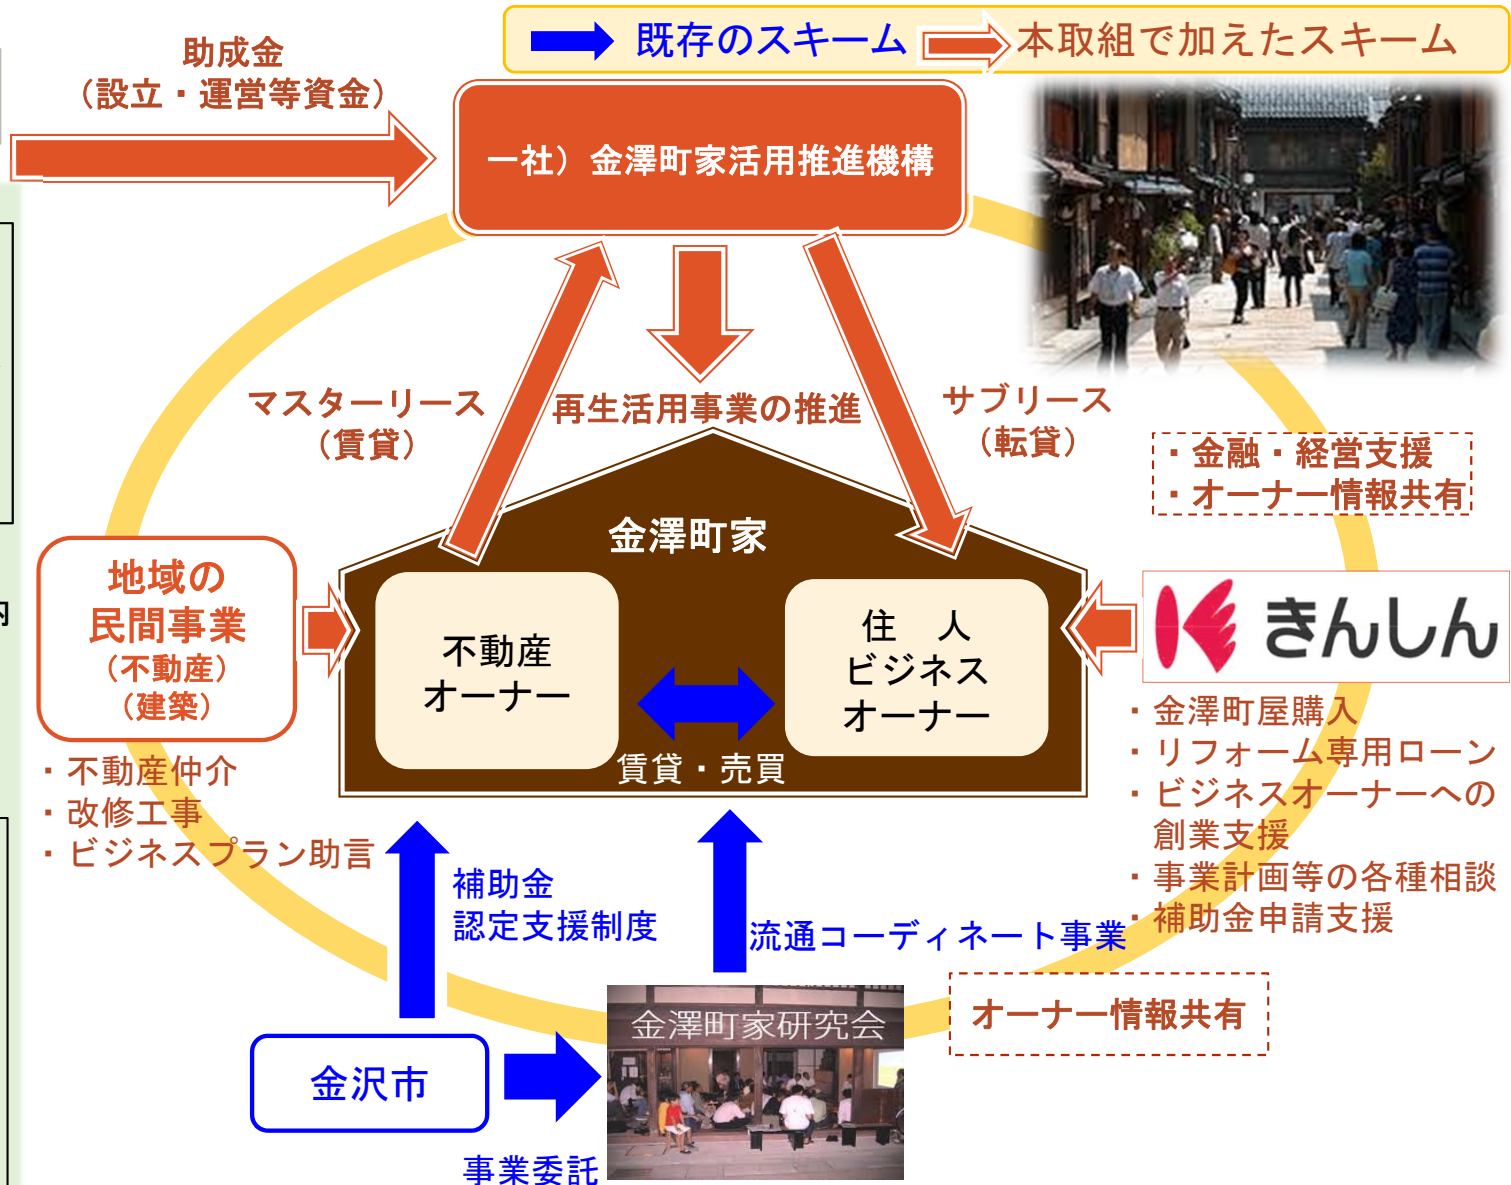 既存のスキーム
本取組で加えたスキーム
助成金
（設立・運営等資金）
一社）金澤町家活用推進機構
マスターリース
（賃貸）
再生活用事業の推進
サブリース
（転貸）
・金融・経営支援
・オーナー情報共有
金澤町家
地域の
民間事業
（不動産）
（建築）
不動産
オーナー
住　人
ビジネス
オーナー
きんしん
賃貸・売買
・不動産仲介
・改修工事
・ビジネスプラン助言
・金澤町屋購入
・リフォーム専用ローン
・ビジネスオーナーへの
創業支援
・事業計画等の各種相談
・補助金申請支援
補助金
認定支援制度
流通コーディネート事業
オーナー情報共有
金澤町家研究会
金沢市
事業委託